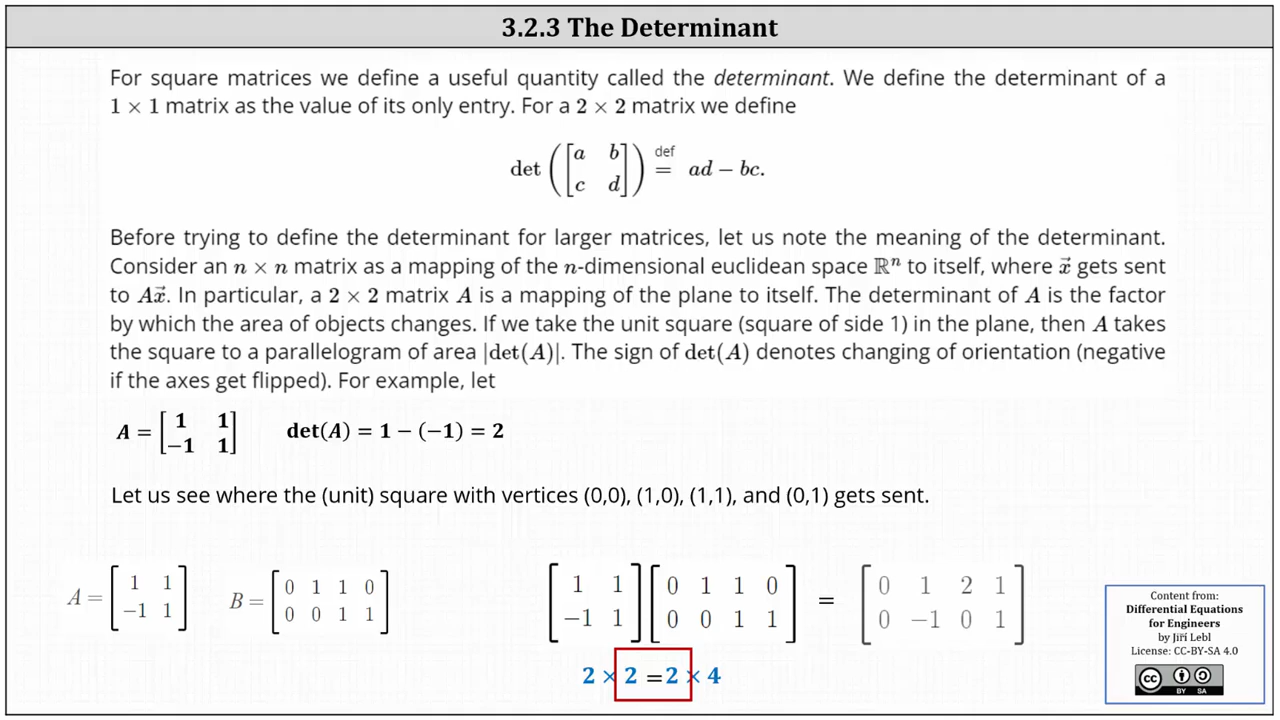 3.2.3 The Determinant
For square matrices we define a useful quantity called the determinant. We define the determinant of a
1 × 1 matrix as the value of its only entry. For a 2 × 2 matrix we define
det ([a b; c d]) def= ad − bc.
Before trying to define the determinant for larger matrices, let us note the meaning of the determinant.
Consider an n × n matrix as a mapping of the n-dimensional euclidean space ℝⁿ to itself, where x⃗ gets sent
to Ax⃗. In particular, a 2 × 2 matrix A is a mapping of the plane to itself. The determinant of A is the factor
by which the area of objects changes. If we take the unit square (square of side 1) in the plane, then A takes
the square to a parallelogram of area |det(A)|. The sign of det(A) denotes changing of orientation (negative
if the axes get flipped). For example, let
A = [1 1; −1 1] det(A) = 1 − (−1) = 2
Let us see where the (unit) square with vertices (0,0), (1,0), (1,1), and (0,1) gets sent.
A = [1 1; −1 1] B = [0 1 1 0; 0 0 1 1] [1 1; −1 1] [0 1 1 0; 0 0 1 1] = [0 1 2 1; 0 −1 0 1]
2 × 2 = 2 × 4
Content from:
Differential Equations
for Engineers
by Jiří Lebl
License: CC-BY-SA 4.0
cc BY SA